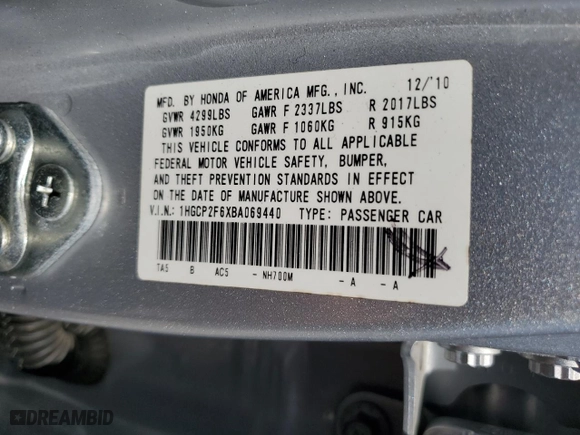 MFD. BY HONDA OF AMERICA MFG., INC. 12/'10
GVWR 4299LBS GAWR F 2337LBS R 2017LBS
GVWR 1950KG GAWR F 1060KG R 915KG
THIS VEHICLE CONFORMS TO ALL APPLICABLE
FEDERAL MOTOR VEHICLE SAFETY, BUMPER,
AND THEFT PREVENTION STANDARDS IN EFFECT
ON THE DATE OF MANUFACTURE SHOWN ABOVE.
V.I.N.: 1HGCP2F6XBA069440 TYPE: PASSENGER CAR
TA5 B AC5 - NH700M - A - A
DREAMBID